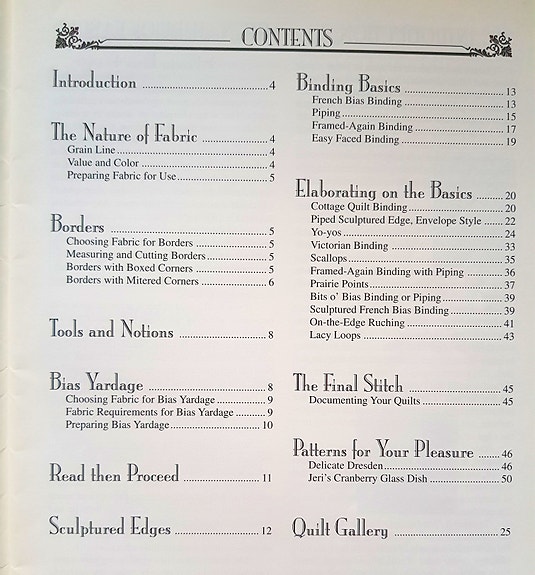 CONTENTS
Introduction 4
The Nature of Fabric 4
Grain Line 4
Value and Color 4
Preparing Fabric for Use 5
Borders 5
Choosing Fabric for Borders 5
Measuring and Cutting Borders 5
Borders with Boxed Corners 5
Borders with Mitered Corners 6
Tools and Notions 8
Bias Yardage 8
Choosing Fabric for Bias Yardage 9
Fabric Requirements for Bias Yardage 9
Preparing Bias Yardage 10
Read then Proceed 11
Sculptured Edges 12
Binding Basics 13
French Bias Binding 13
Piping 15
Framed-Again Binding 17
Easy Faced Binding 19
Elaborating on the Basics 20
Cottage Quilt Binding 20
Piped Sculptured Edge, Envelope Style 22
Yo-yos 24
Victorian Binding 33
Scallops 35
Framed-Again Binding with Piping 36
Prairie Points 37
Bits o' Bias Binding or Piping 39
Sculptured French Bias Binding 39
On-the-Edge Ruching 41
Lacy Loops 43
The Final Stitch 45
Documenting Your Quilts 45
Patterns for Your Pleasure 46
Delicate Dresden 46
Jeri's Cranberry Glass Dish 50
Quilt Gallery 25